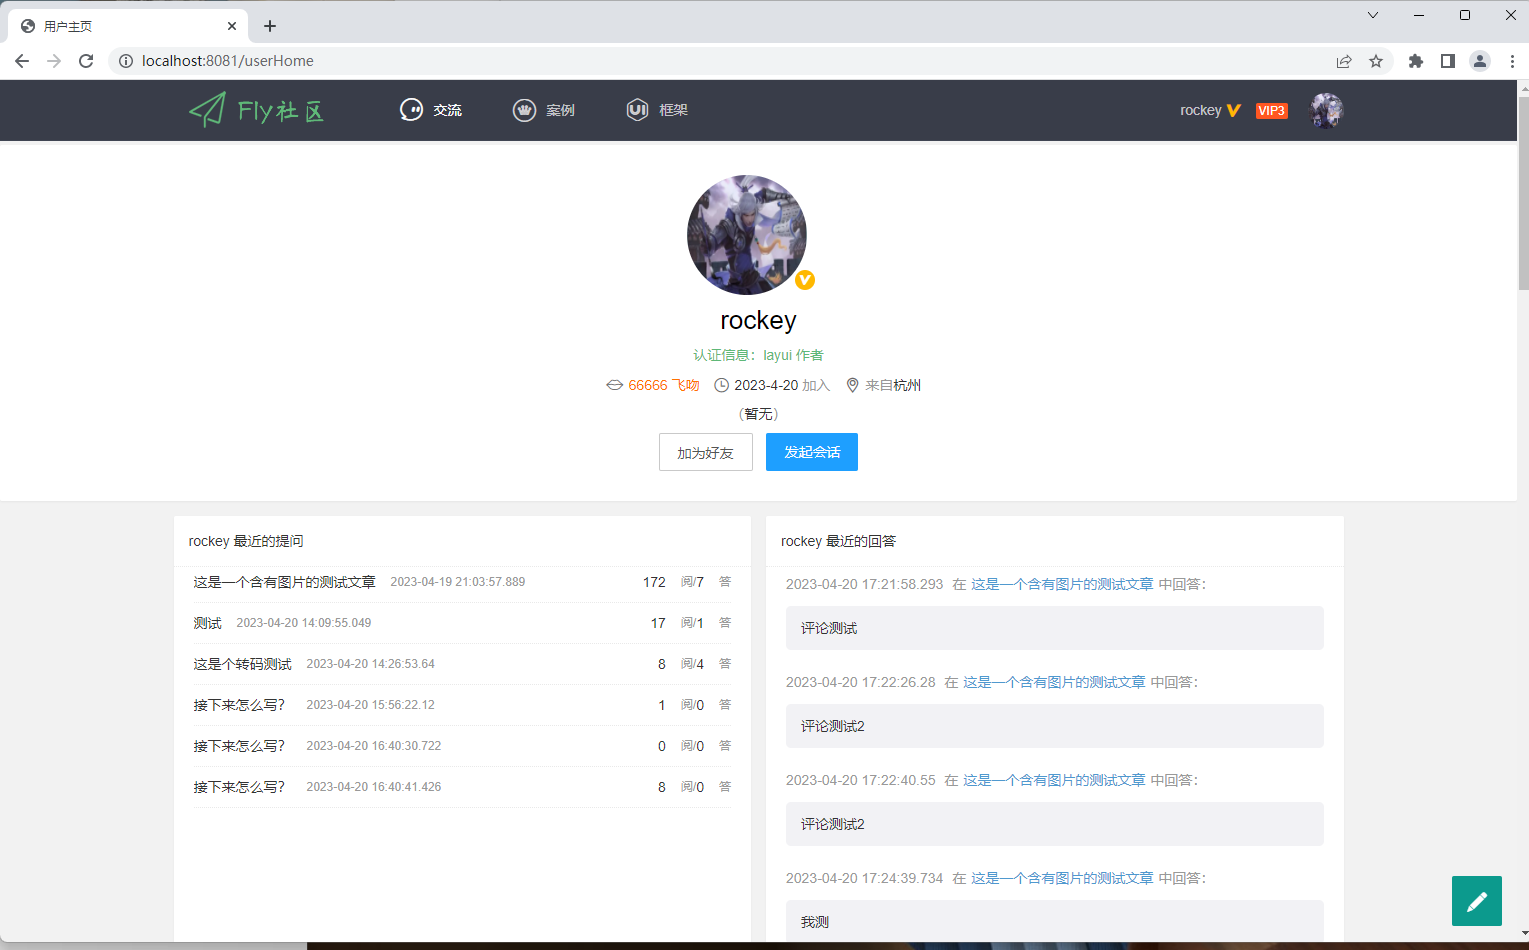 用户主页
localhost:8081/userHome
Fly社区 交流 案例 UI 框架 rockey V VIP3
V
rockey
认证信息：layui 作者
66666 飞吻 2023-4-20 加入 来自杭州
（暂无）
加为好友 发起会话
rockey 最近的提问
这是一个含有图片的测试文章 2023-04-19 21:03:57.889 172 阅/7 答
测试 2023-04-20 14:09:55.049 17 阅/1 答
这是个转码测试 2023-04-20 14:26:53.64 8 阅/4 答
接下来怎么写？ 2023-04-20 15:56:22.12 1 阅/0 答
接下来怎么写？ 2023-04-20 16:40:30.722 0 阅/0 答
接下来怎么写？ 2023-04-20 16:40:41.426 8 阅/0 答
rockey 最近的回答
2023-04-20 17:21:58.293 在 这是一个含有图片的测试文章 中回答：
评论测试
2023-04-20 17:22:26.28 在 这是一个含有图片的测试文章 中回答：
评论测试2
2023-04-20 17:22:40.55 在 这是一个含有图片的测试文章 中回答：
评论测试2
2023-04-20 17:24:39.734 在 这是一个含有图片的测试文章 中回答：
我测